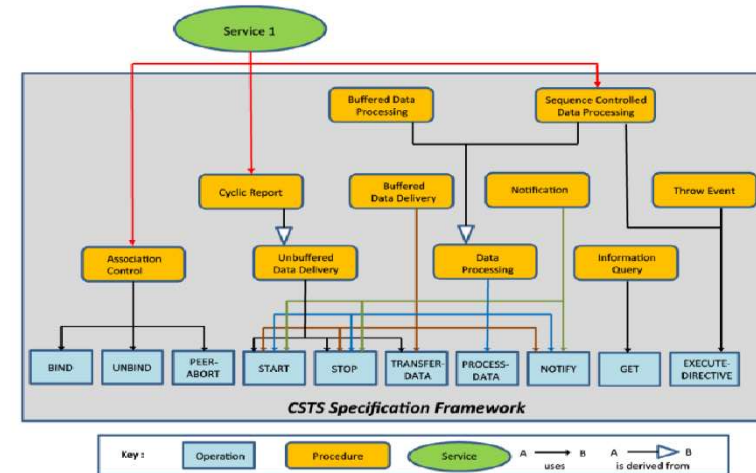 Service 1
Buffered Data
Processing
Sequence Controlled
Data Processing
Cyclic Report
Buffered
Data Delivery
Notification
Throw Event
Association
Control
Unbuffered
Data Delivery
Data
Processing
Information
Query
BIND
UNBIND
PEER-
ABORT
START
STOP
TRANSFER-
DATA
PROCESS-
DATA
NOTIFY
GET
EXECUTE-
DIRECTIVE
CSTS Specification Framework
Key :
Operation
Procedure
Service
A B
uses
A B
is derived from